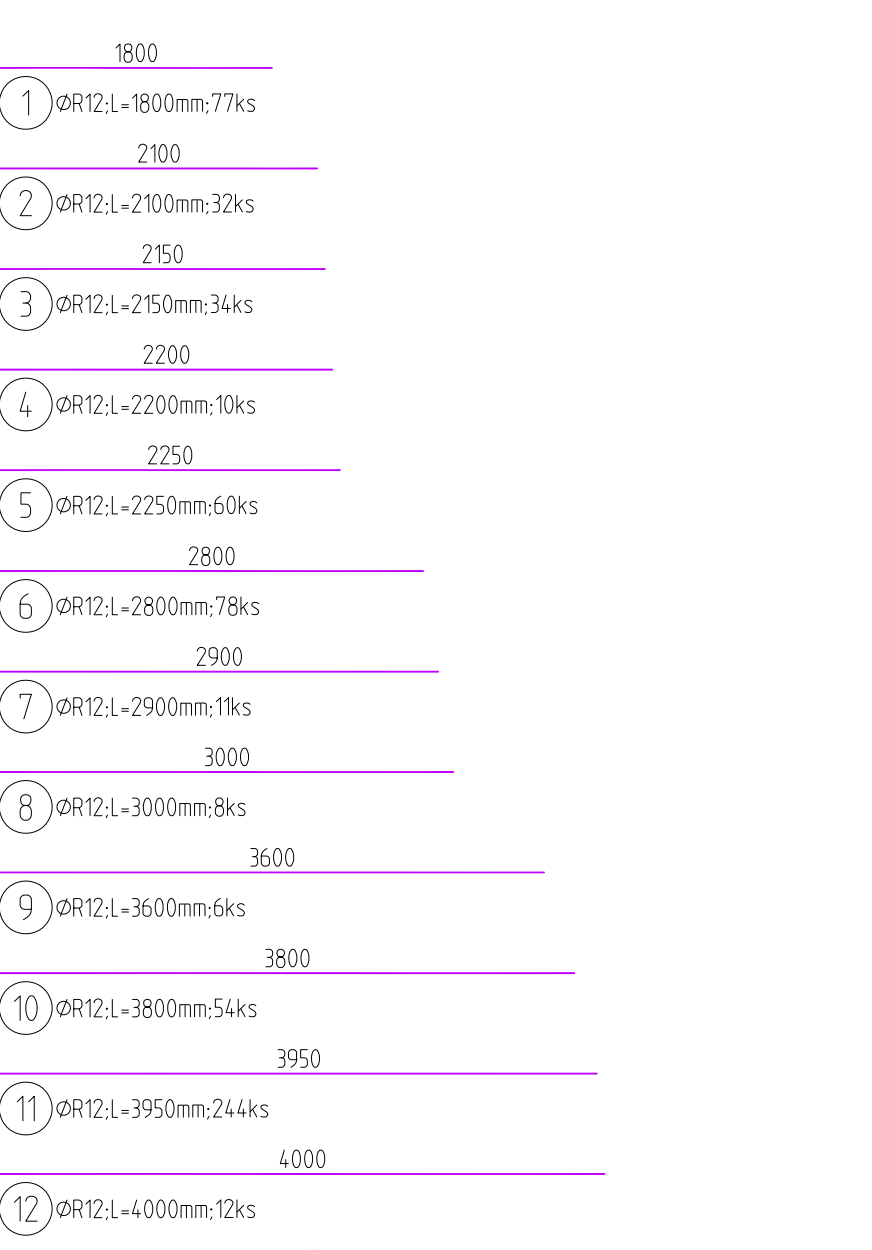 1800
1 ØR12;L=1800mm;77ks
2100
2 ØR12;L=2100mm;32ks
2150
3 ØR12;L=2150mm;34ks
2200
4 ØR12;L=2200mm;10ks
2250
5 ØR12;L=2250mm;60ks
2800
6 ØR12;L=2800mm;78ks
2900
7 ØR12;L=2900mm;11ks
3000
8 ØR12;L=3000mm;8ks
3600
9 ØR12;L=3600mm;6ks
3800
10 ØR12;L=3800mm;54ks
3950
11 ØR12;L=3950mm;244ks
4000
12 ØR12;L=4000mm;12ks